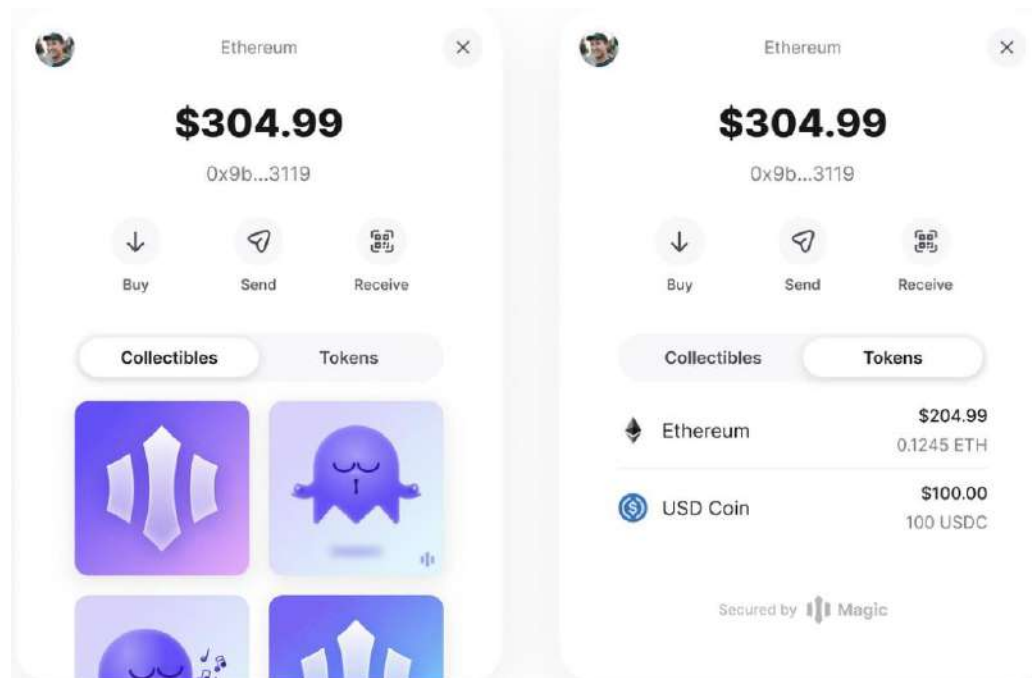 Ethereum
$304.99
0x9b...3119
Buy Send Receive
Collectibles Tokens
Ethereum
$304.99
0x9b...3119
Buy Send Receive
Collectibles Tokens
Ethereum
$204.99
0.1245 ETH
USD Coin
$100.00
100 USDC
Secured by Magic